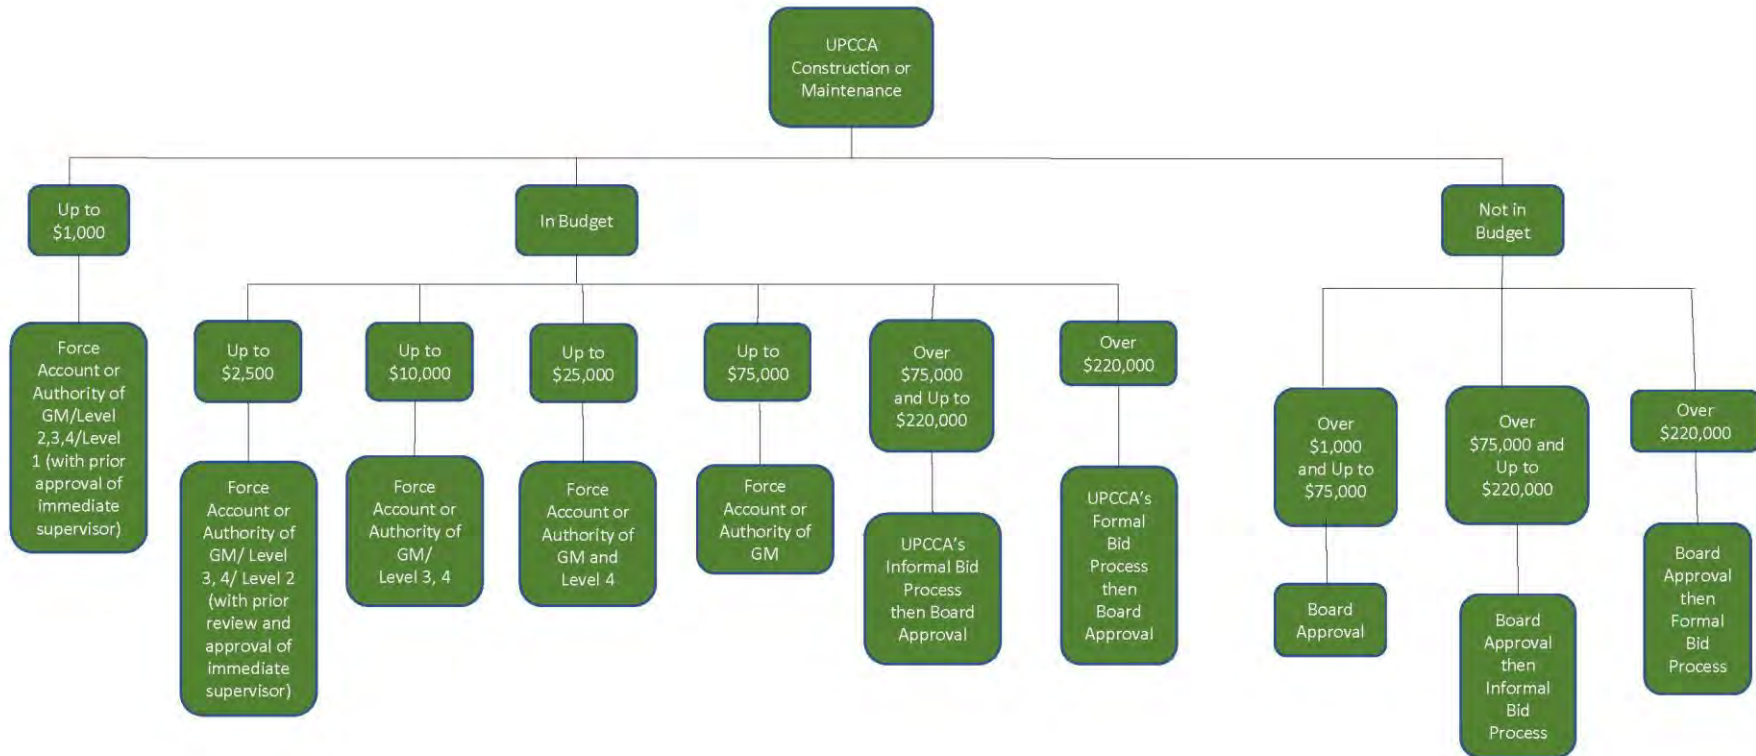 UPCCA
Construction or
Maintenance
Up to
$1,000
In Budget
Not in
Budget
Force
Account or
Authority of
GM/Level
2,3,4/Level
1 (with prior
approval of
immediate
supervisor)
Up to
$2,500
Up to
$10,000
Up to
$25,000
Up to
$75,000
Over
$75,000
and Up to
$220,000
Over
$220,000
Over
$1,000
and Up to
$75,000
Over
$75,000 and
Up to
$220,000
Over
$220,000
Force
Account or
Authority of
GM/ Level
3, 4/ Level 2
(with prior
review and
approval of
immediate
supervisor)
Force
Account or
Authority of
GM/
Level 3, 4
Force
Account or
Authority of
GM and
Level 4
Force
Account or
Authority of
GM
UPCCA’s
Informal Bid
Process
then Board
Approval
UPCCA’s
Formal
Bid
Process
then
Board
Approval
Board
Approval
Board
Approval
then
Informal
Bid
Process
Board
Approval
then
Formal
Bid
Process